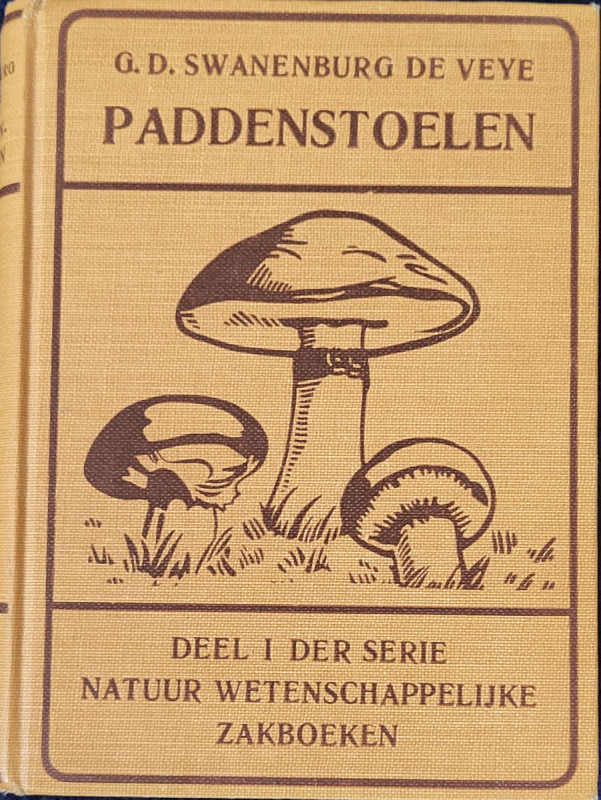 G. D. SWANENBURG DE VEYE
PADDENSTOELEN
DEEL I DER SERIE
NATUUR WETENSCHAPPELIJKE
ZAKBOEKEN